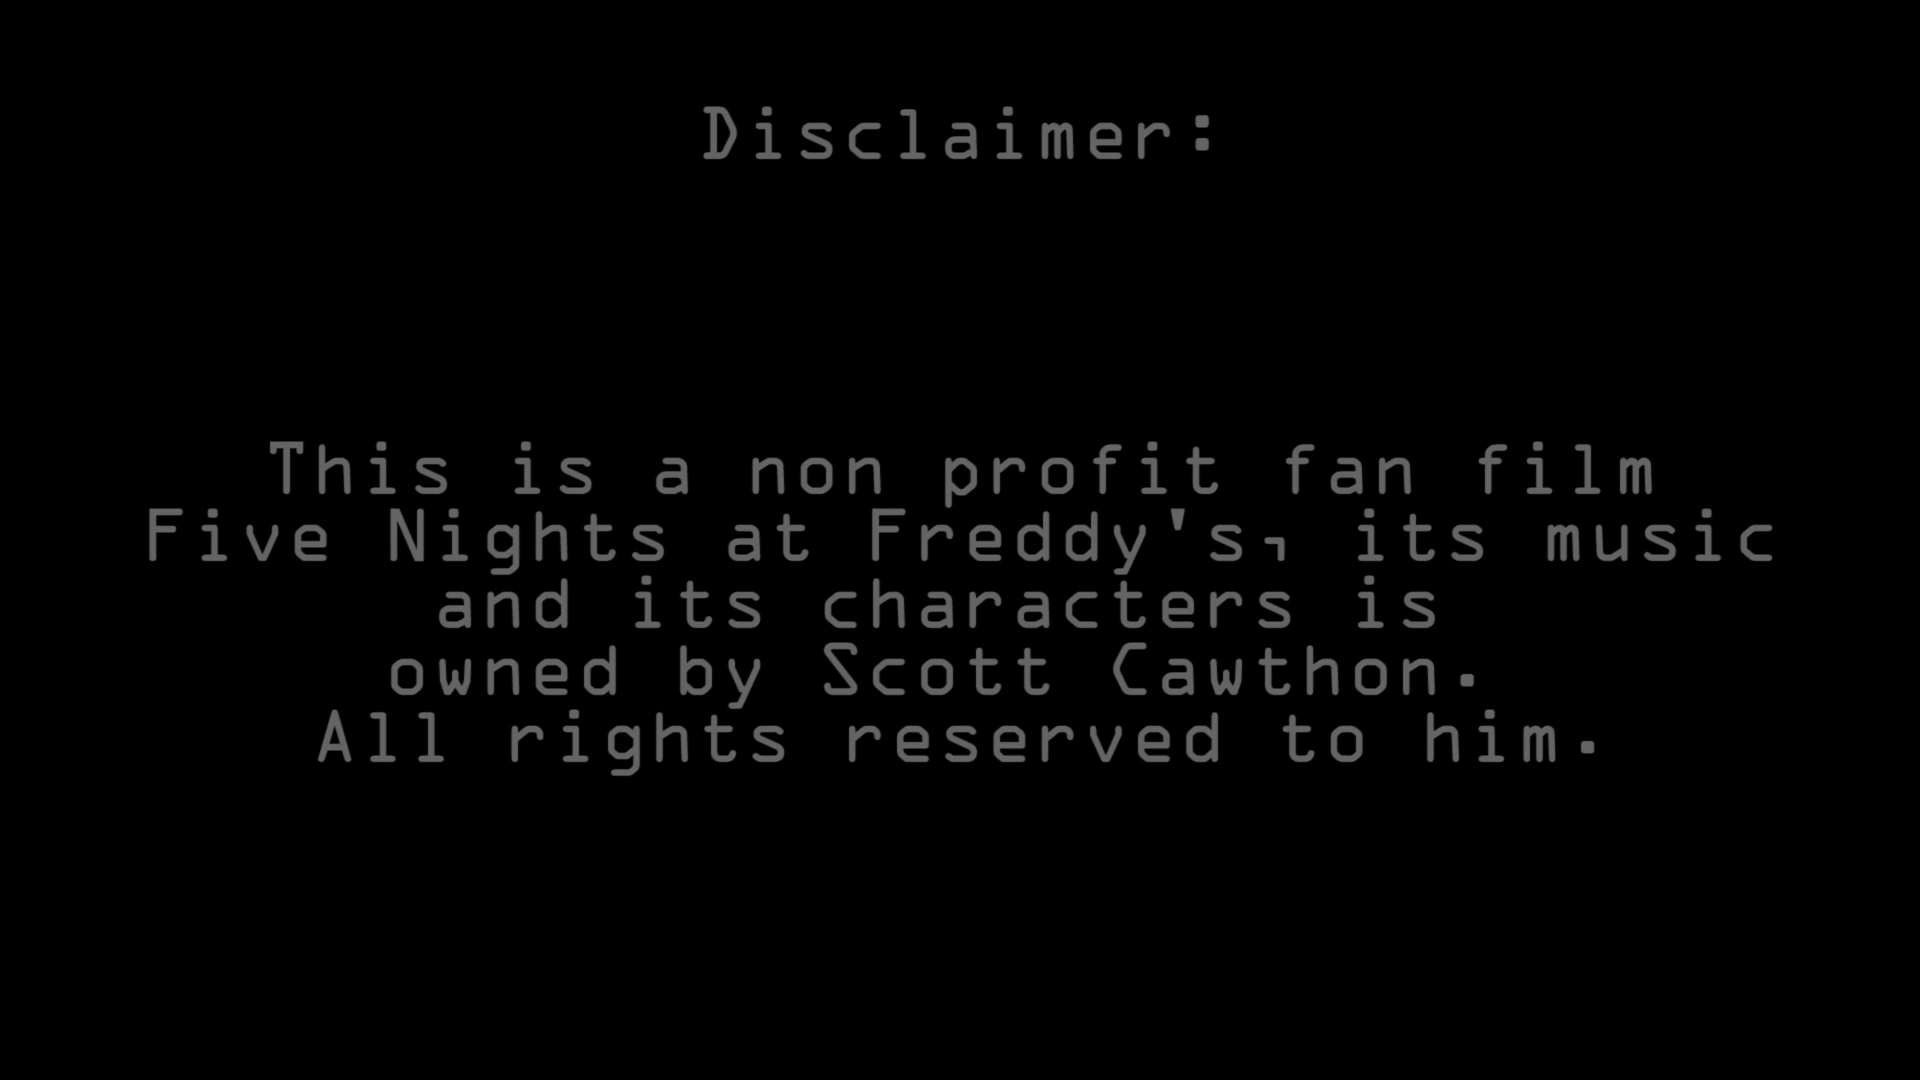 Disclaimer:
This is a non profit fan film
Five Nights at Freddy's, its music
and its characters is
owned by Scott Cawthon.
All rights reserved to him.